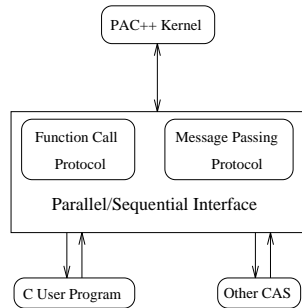 PAC++ Kernel
Function Call
Protocol
Message Passing
Protocol
Parallel/Sequential Interface
C User Program
Other CAS